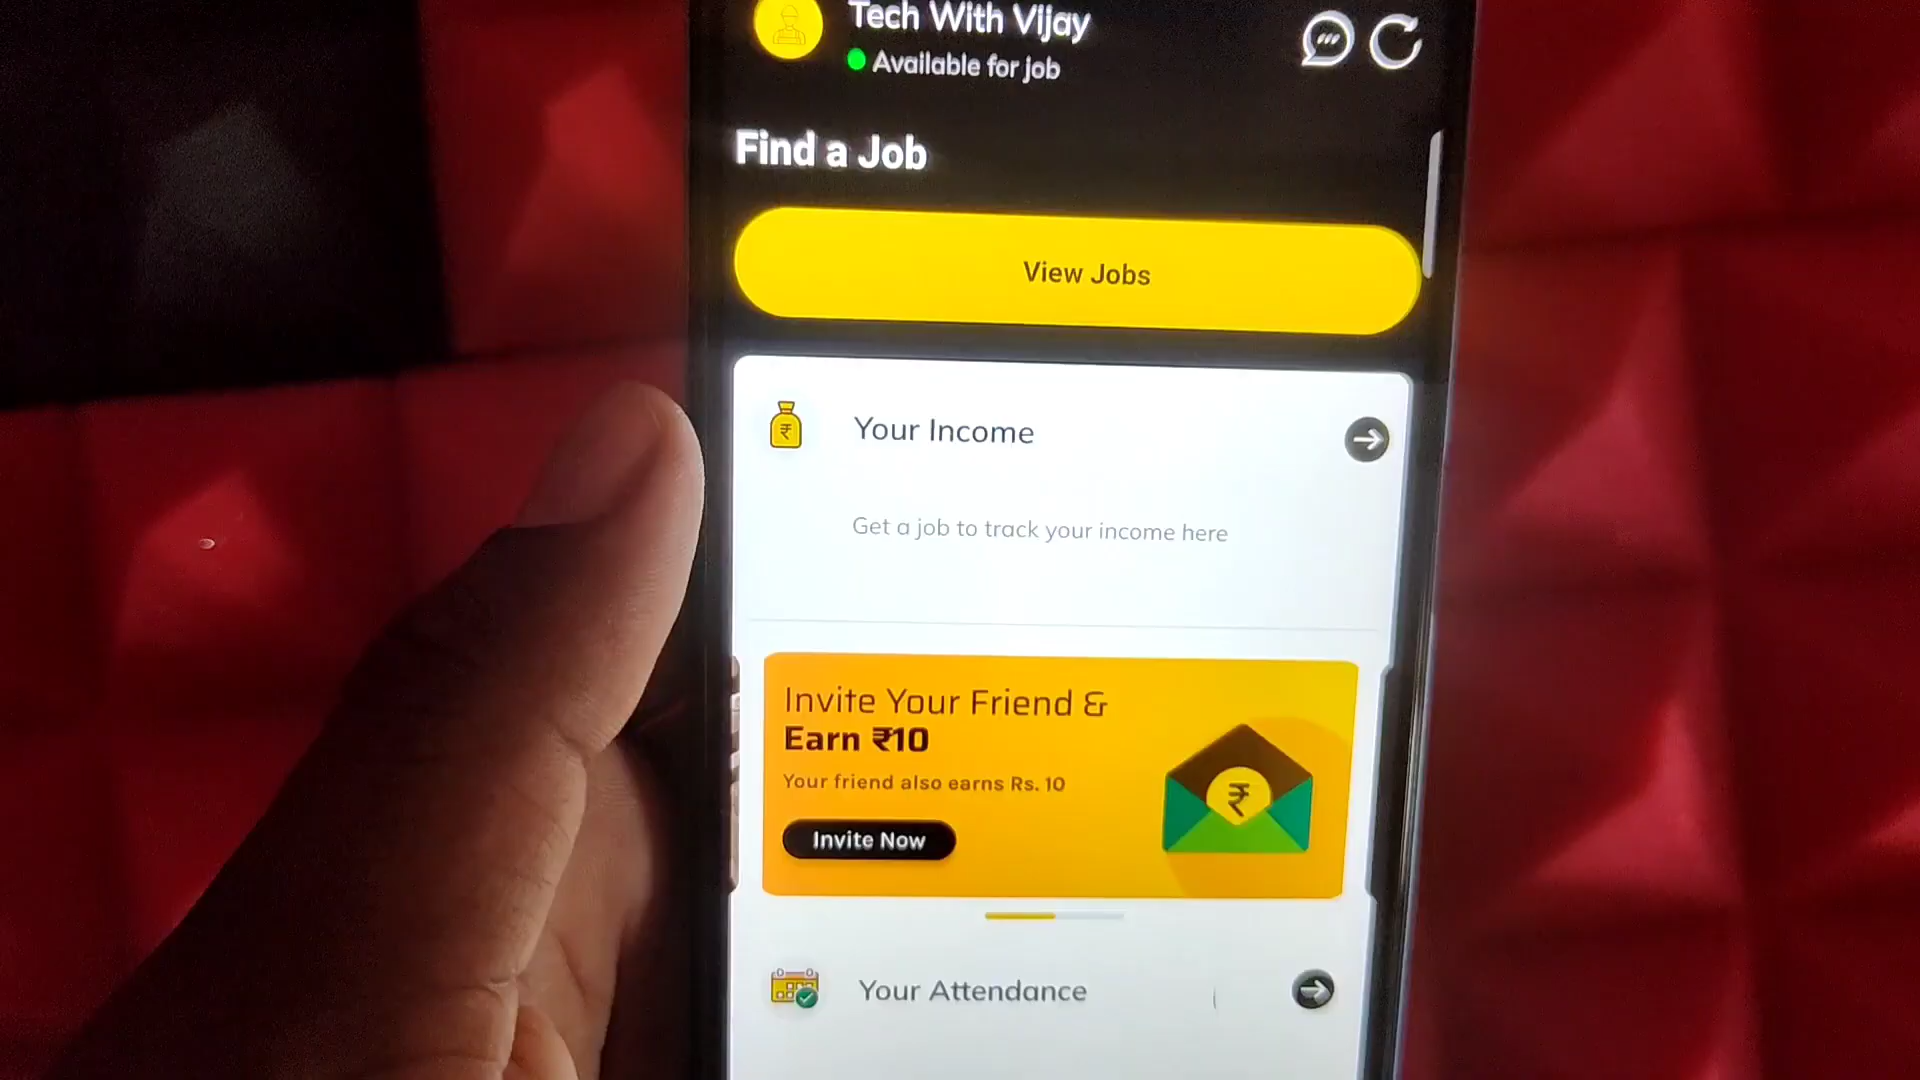 Tech With Vijay
Available for job
Find a Job
View Jobs
Your Income
Get a job to track your income here
Invite Your Friend &
Earn ₹10
Your friend also earns Rs. 10
Invite Now
Your Attendance